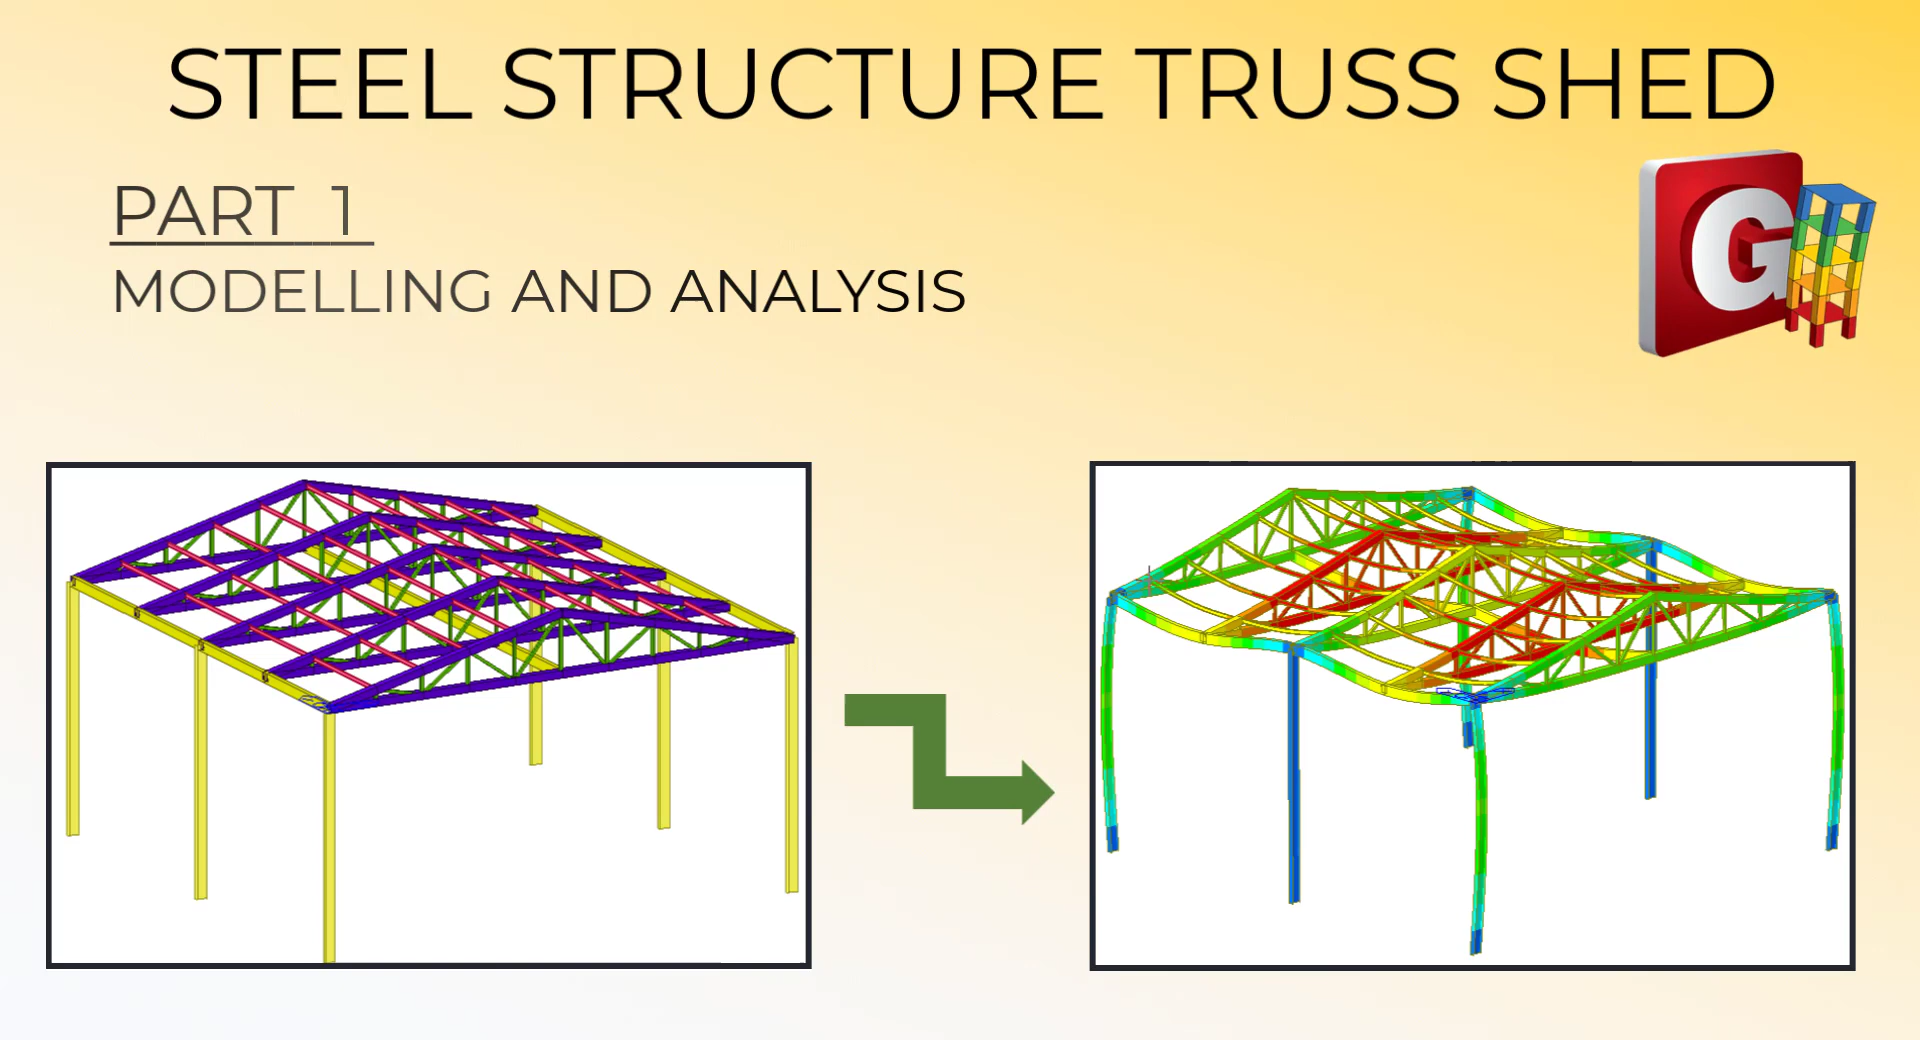 STEEL STRUCTURE TRUSS SHED
PART 1
MODELLING AND ANALYSIS
G